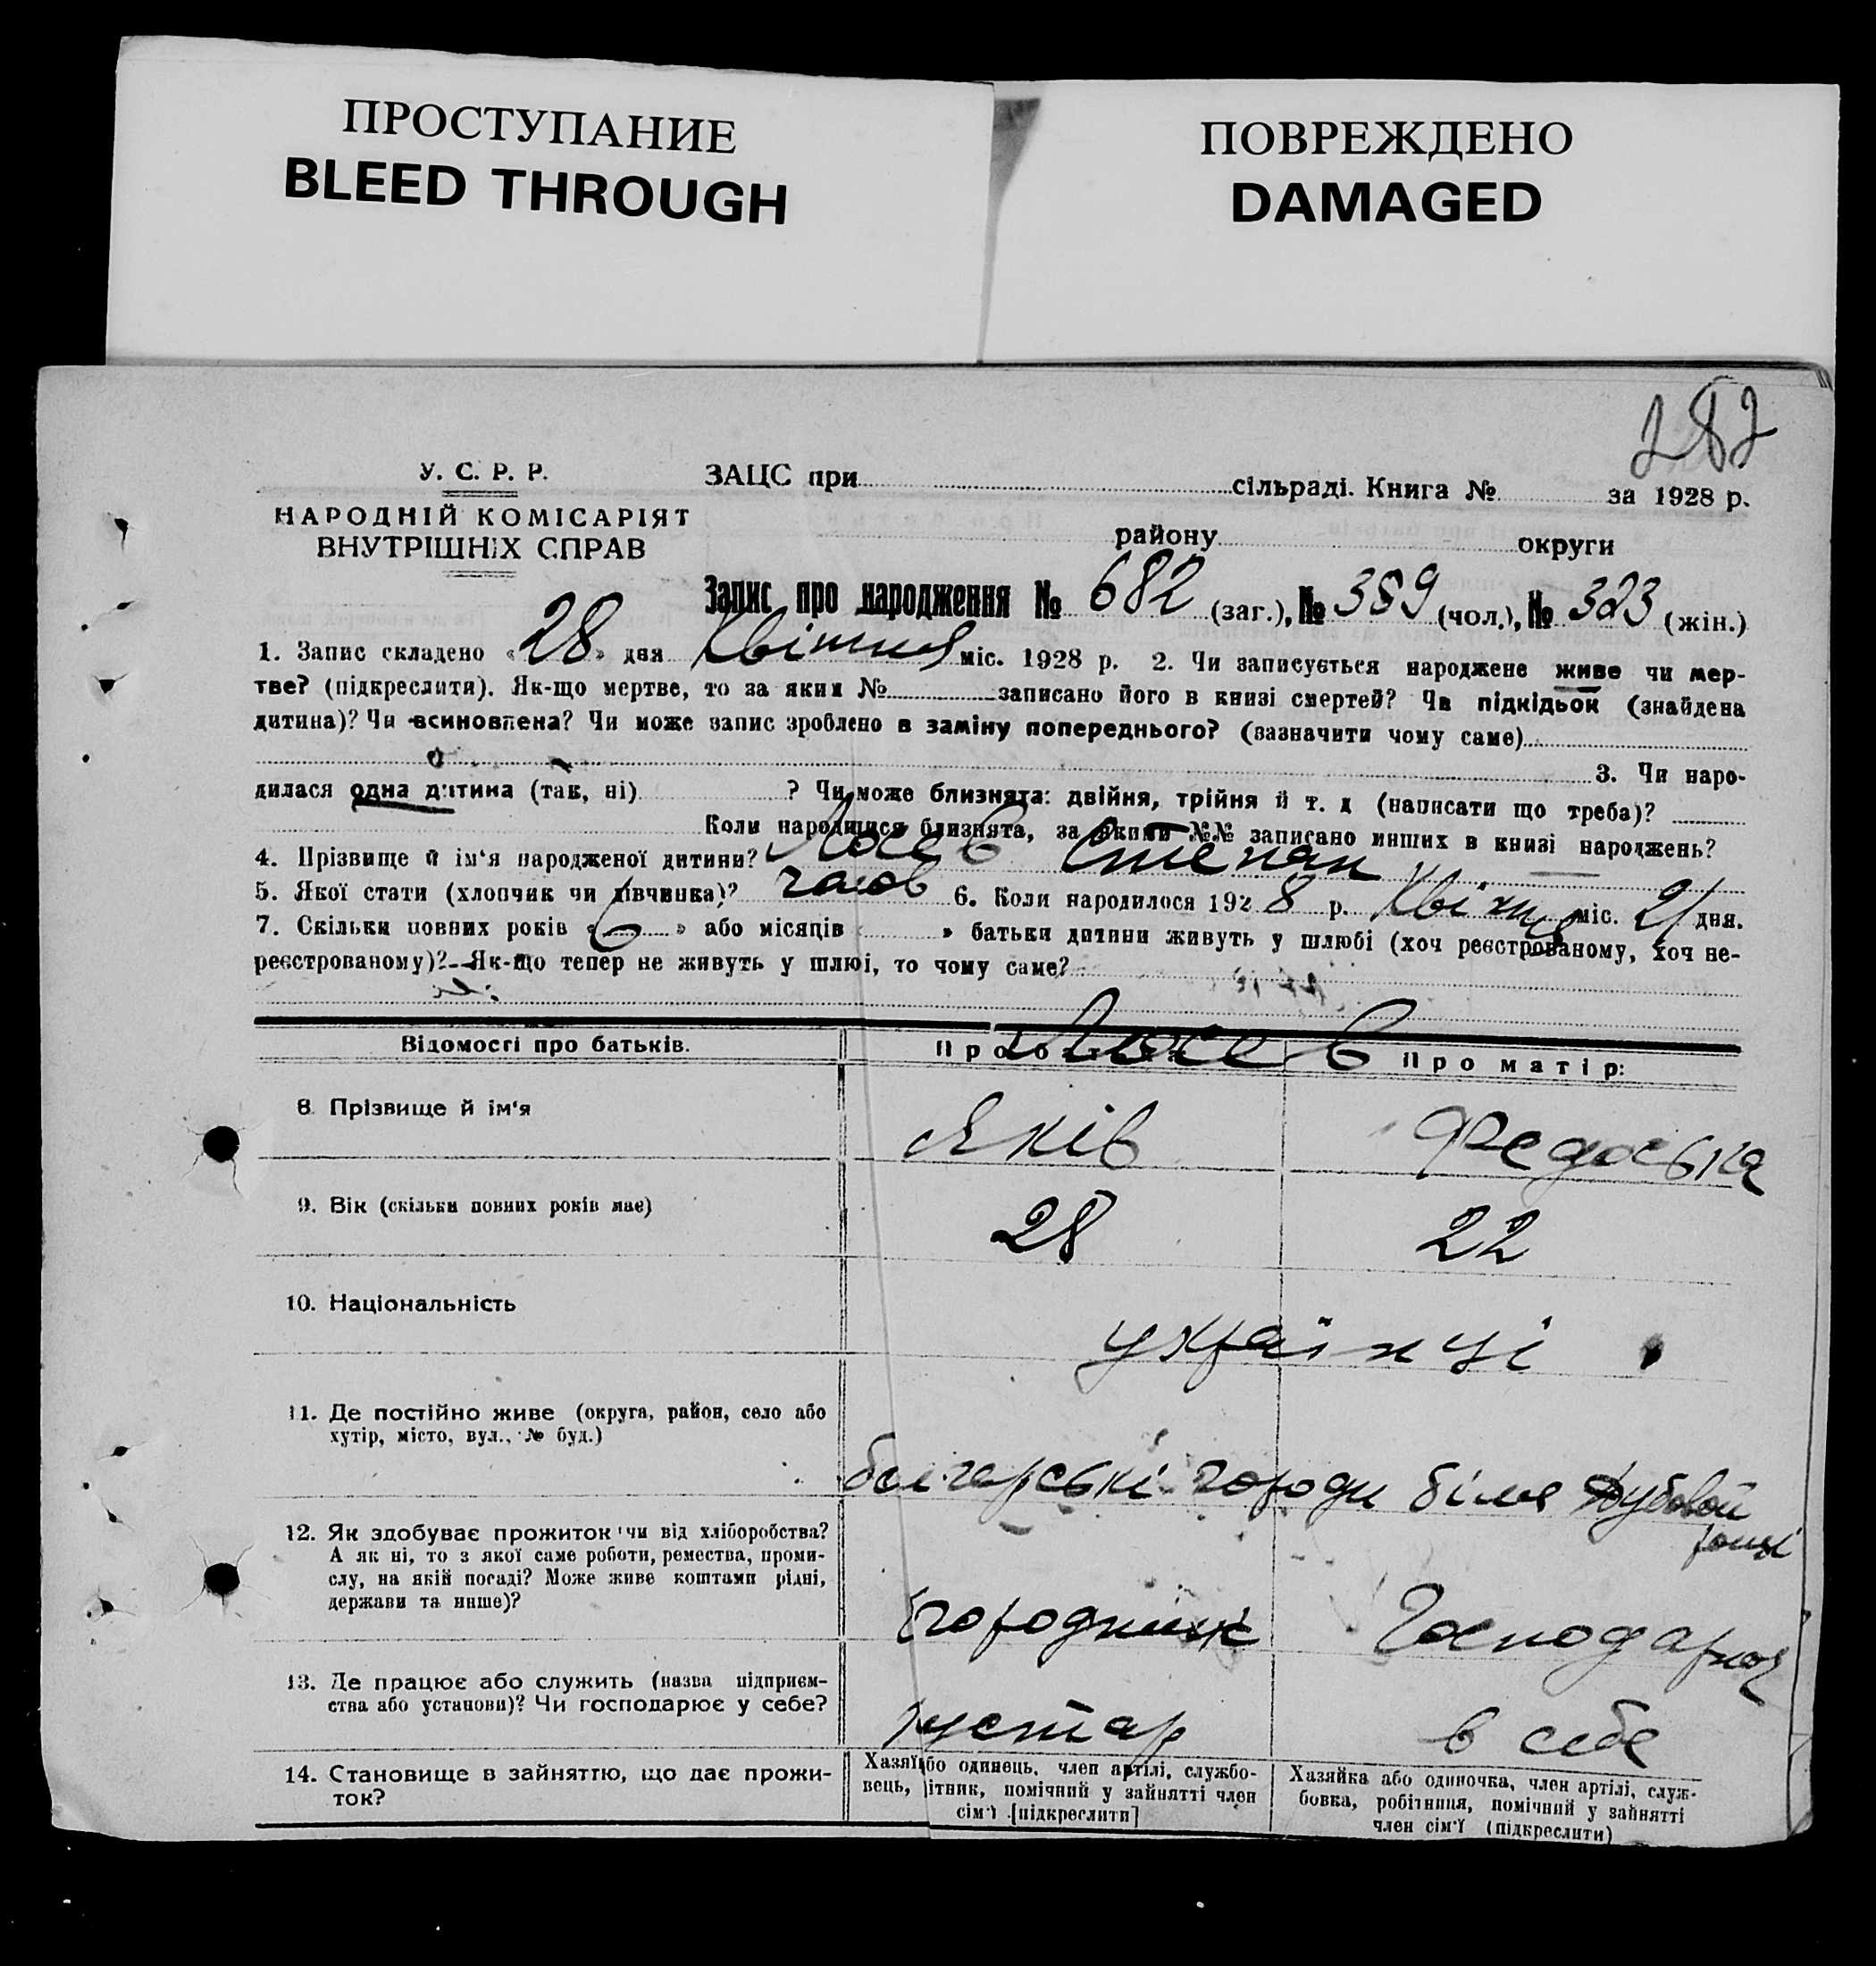 ПРОСТУПАНИЕ
BLEED THROUGH
ПОВРЕЖДЕНО
DAMAGED
282
У. С. Р. Р.
НАРОДНІЙ КОМІСАРІЯТ
ВНУТРІШНІХ СПРАВ
ЗАЦС при сільраді. Книга № за 1928 р.
району округи
Запис про народження № 682 (заг.), № 359 (чол.), № 323 (жін.)
1. Запис складено «28» дня Квітня міс. 1928 р. 2. Чи записується народжене живе чи мер-
тве? (підкреслити). Як-що мертве, то за яким № записано його в книзі смертей? Чи підкідьок (знайдена
дитина)? Чи всиновлена? Чи може запис зроблено в заміну попереднього? (зазначити чому саме)
3. Чи наро-
дилася одна дитина (так, ні) ? Чи може близнята: двійня, трійня й т. д (написати що треба)?
Коли народилися близнята, за якими №№ записано инших в книзі народжень?
4. Прізвище й ім'я народженої дитини? Лосев Степан
5. Якої стати (хлопчик чи дівчинка)? чолов 6. Коли народилося 1928 р. Квітня міс. 21 дня.
7. Скільки повних років «6» або місяців « » батьки дитини живуть у шлюбі (хоч реєстрованому, хоч не-
реєстрованому)? Як-що тепер не живуть у шлюбі, то чому саме?
Відомості про батьків. Про батька: Лосев Про матір:
8. Прізвище й ім'я Яків Федосья
9. Вік (скільки повних років має) 28 22
10. Національність українці
11. Де постійно живе (округа, район, село або
хутір, місто, вул., № буд.)
болгарські городи біля Дубовой
рощі
12. Як здобуває прожиток чи від хліборобства?
А як ні, то з якої саме роботи, ремества, проми-
слу, на якій посаді? Може живе коштами рідні,
держави та инше)?
городник Господарка
13. Де працює або служить (назва підприєм-
ства або установи)? Чи господарює у себе?
кустар в себе
14. Становище в зайняттю, що дає прожи-
ток?
Хазяїн або одинець, член артілі, службо-
вець, робітник, помічний у зайнятті член
сім'ї [підкреслити]
Хазяйка або одиночка, член артілі, служ-
бовка, робітниця, помічний у зайнятті
член сім'ї (підкреслити)